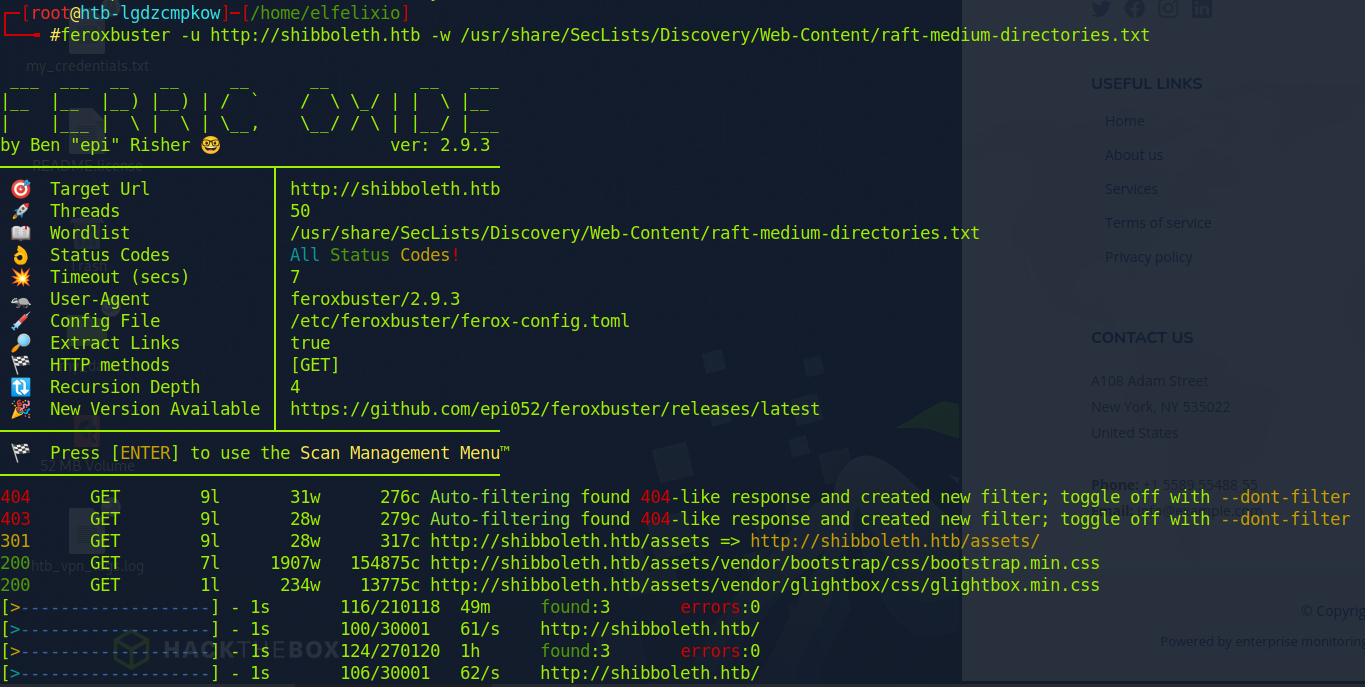 [root@htb-lgdzcmpkow]─[/home/elfelixio]
#feroxbuster -u http://shibboleth.htb -w /usr/share/SecLists/Discovery/Web-Content/raft-medium-directories.txt
my_credentials.txt
FERRIC OXIDE
by Ben "epi" Risher 🤓 ver: 2.9.3
README.license
🎯 Target Url │ http://shibboleth.htb
🚀 Threads │ 50
📖 Wordlist │ /usr/share/SecLists/Discovery/Web-Content/raft-medium-directories.txt
👌 Status Codes │ All Status Codes!
💥 Timeout (secs) │ 7
🦡 User-Agent │ feroxbuster/2.9.3
💉 Config File │ /etc/feroxbuster/ferox-config.toml
🔎 Extract Links │ true
🏁 HTTP methods │ [GET]
🔃 Recursion Depth │ 4
🎉 New Version Available │ https://github.com/epi052/feroxbuster/releases/latest
🏁 Press [ENTER] to use the Scan Management Menu™
52 MB Volume
404 GET 9l 31w 276c Auto-filtering found 404-like response and created new filter; toggle off with --dont-filter
403 GET 9l 28w 279c Auto-filtering found 404-like response and created new filter; toggle off with --dont-filter
301 GET 9l 28w 317c http://shibboleth.htb/assets => http://shibboleth.htb/assets/
200 GET 7l 1907w 154875c http://shibboleth.htb/assets/vendor/bootstrap/css/bootstrap.min.css
200 GET 1l 234w 13775c http://shibboleth.htb/assets/vendor/glightbox/css/glightbox.min.css
[>-------------------] - 1s 116/210118 49m found:3 errors:0
[>-------------------] - 1s 100/30001 61/s http://shibboleth.htb/
[>-------------------] - 1s 124/270120 1h found:3 errors:0
[>-------------------] - 1s 106/30001 62/s http://shibboleth.htb/
HACKTHEBOX
USEFUL LINKS
Home
About us
Services
Terms of service
Privacy policy
CONTACT US
A108 Adam Street
New York, NY 535022
United States
Phone: +1 5589 55488 55
© Copyrig
Powered by enterprise monitoring